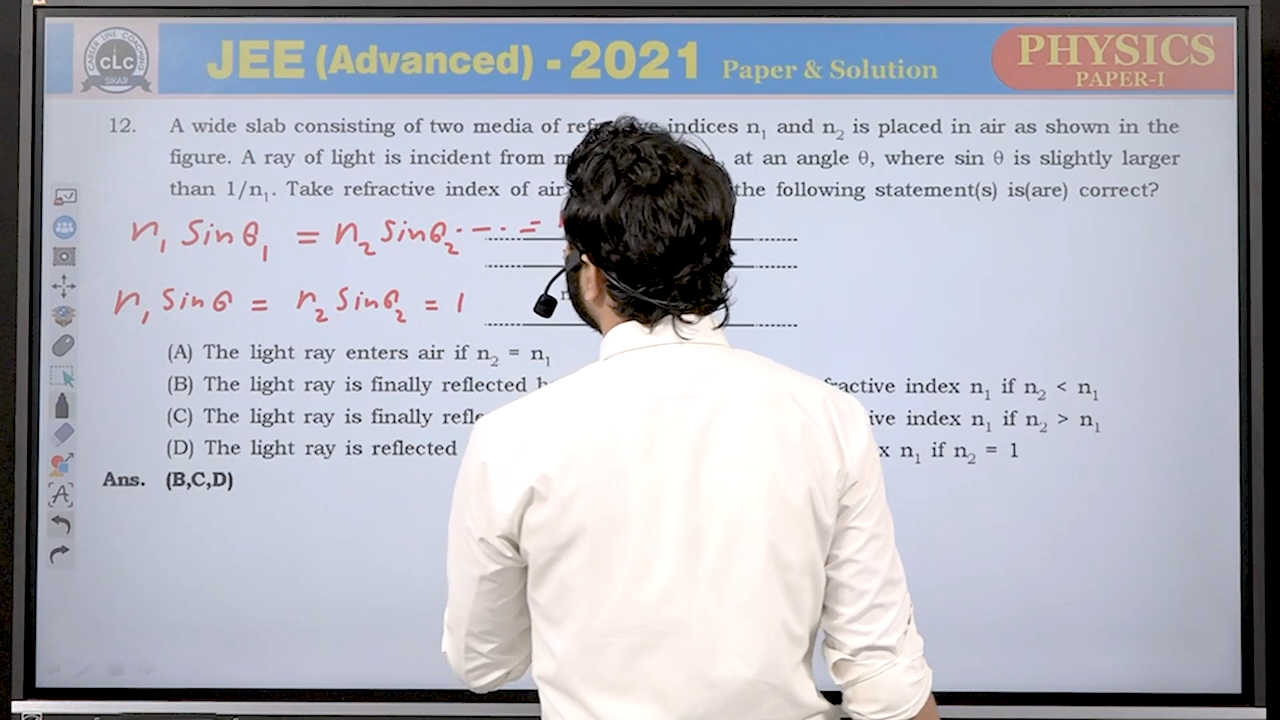 CAREER LINE COACHING
CLC
SIKAR
JEE (Advanced) - 2021 Paper & Solution
PHYSICS
PAPER-I
12. A wide slab consisting of two media of indices n₁ and n₂ is placed in air as shown in the
figure. A ray of light is incident from at an angle θ, where sin θ is slightly larger
than 1/n₁. Take refractive index of air the following statement(s) is(are) correct?
n₁ Sinθ₁ = n₂ Sinθ₂ ---- =
n₁ Sinθ = n₂ Sinθ₂ = 1
(A) The light ray enters air if n₂ = n₁
(B) The light ray is finally reflected index n₁ if n₂ < n₁
(C) The light ray is finally index n₁ if n₂ > n₁
(D) The light ray is reflected n₁ if n₂ = 1
Ans. (B,C,D)